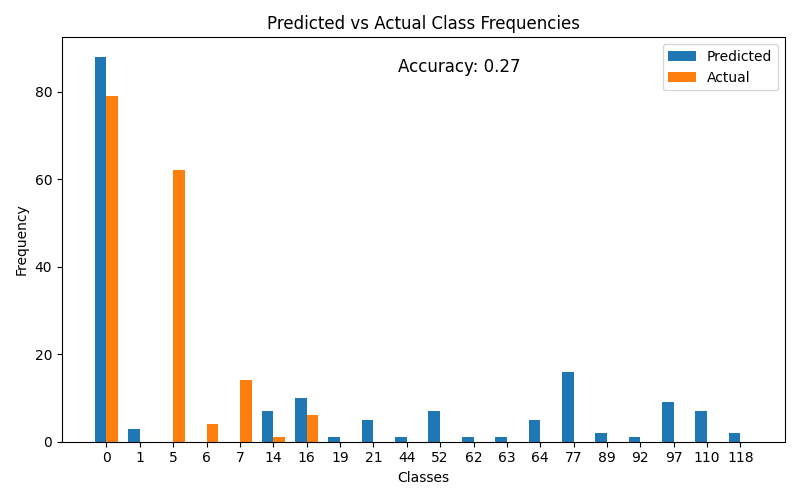 Predicted vs Actual Class Frequencies
Accuracy: 0.27
Predicted
Actual
Frequency
80
60
40
20
0
0 1 5 6 7 14 16 19 21 44 52 62 63 64 77 89 92 97 110 118
Classes